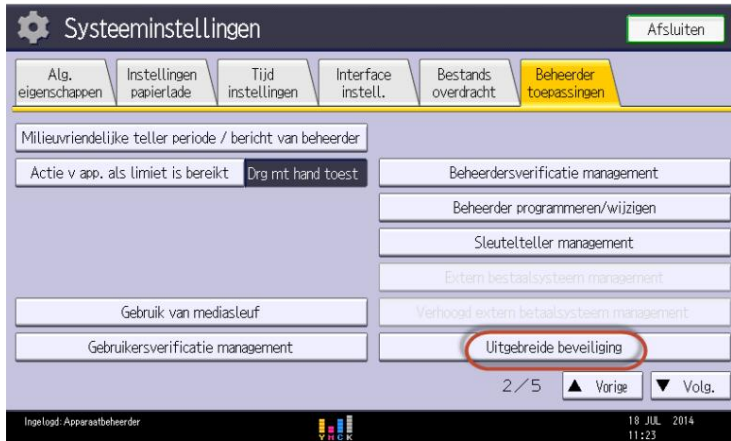 Systeeminstellingen
Afsluiten
Alg. eigenschappen
Instellingen papierlade
Tijd instellingen
Interface instell.
Bestands overdracht
Beheerder toepassingen
Milieuvriendelijke teller periode / bericht van beheerder
Actie v app. als limiet is bereikt
Drg mt hand toest
Beheerdersverificatie management
Beheerder programmeren/wijzigen
Sleutelteller management
Extern bestaalsysteem management
Gebruik van mediasleuf
Verhoogd extern betaalsysteem management
Gebruikersverificatie management
Uitgebreide beveiliging
2/5
▲ Vorige
▼ Volg.
Ingelogd: Apparaatbeheerder
Y M C K
18 JUL 2014
11:23